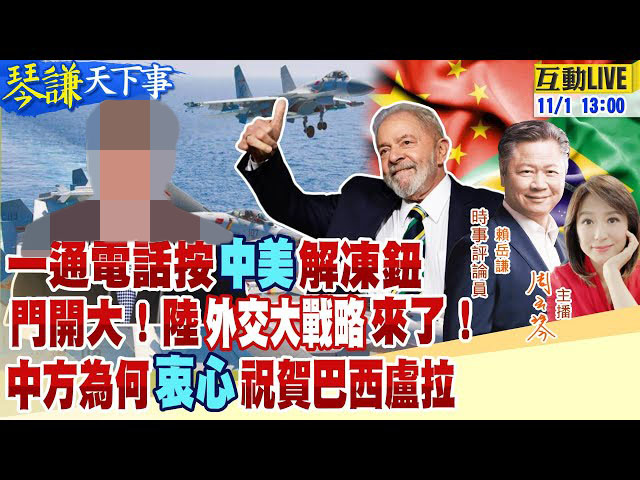 琴謙天下事
互動LIVE
11/1 13:00
時事評論員
賴岳謙
主播
周玉琴
一通電話按中美解凍鈕
門開大！陸外交大戰略來了！
中方為何衷心祝賀巴西盧拉